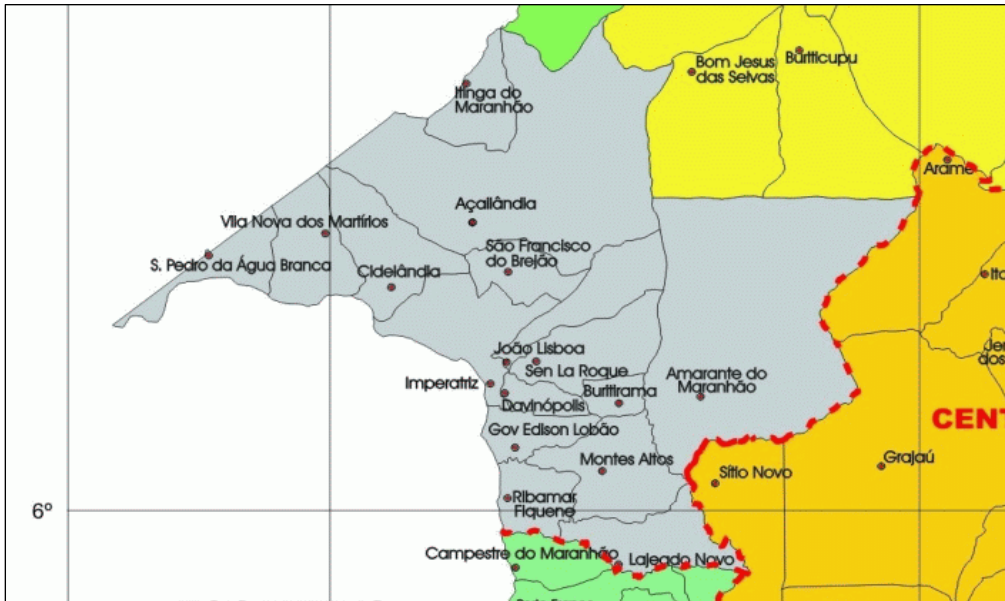 Itinga do
Maranhão
Bom Jesus
das Selvas
Buriticupu
Arame
Açailândia
Vila Nova dos Martírios
São Francisco
do Brejão
S. Pedro da Água Branca
Cidelândia
João Lisboa
Sen La Roque
Imperatriz
Davinópolis
Buritirama
Amarante do
Maranhão
CENT
Gov Edison Lobão
Montes Altos
Sítio Novo
Grajaú
6º
Ribamar
Fiquene
Campestre do Maranhão
Lajeado Novo